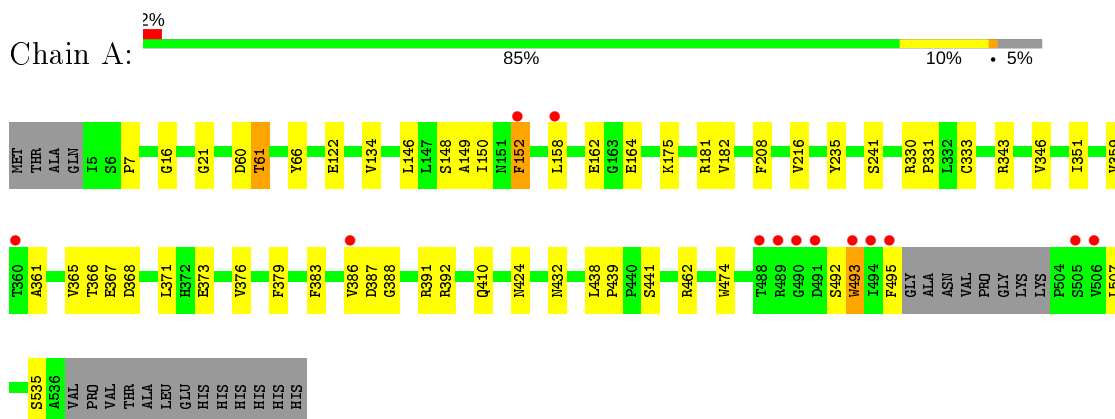 2%
Chain A:
85% 10% • 5%
MET THR ALA GLN I5 S6 P7 G16 G21 D60 T61 Y66 E122 V134 L146 L147 S148 A149 I150 N151 F152 L158 E162 G163 E164 K175 R181 V182 F208 V216 Y235 S241 R330 P331 L332 C333 R343 V346 I351
T360 A361 V365 T366 E367 D368 L371 H372 E373 V376 F379 F383 V386 D387 G388 R391 R392 Q410 N424 N432 L438 P439 P440 S441 R462 W474 T488 R489 G490 D491 S492 W493 I494 F495 GLY ALA ASN VAL PRO GLY LYS LYS P504 S505 V506 L507
S535 A536 VAL PRO VAL THR ALA LEU GLU HIS HIS HIS HIS HIS HIS